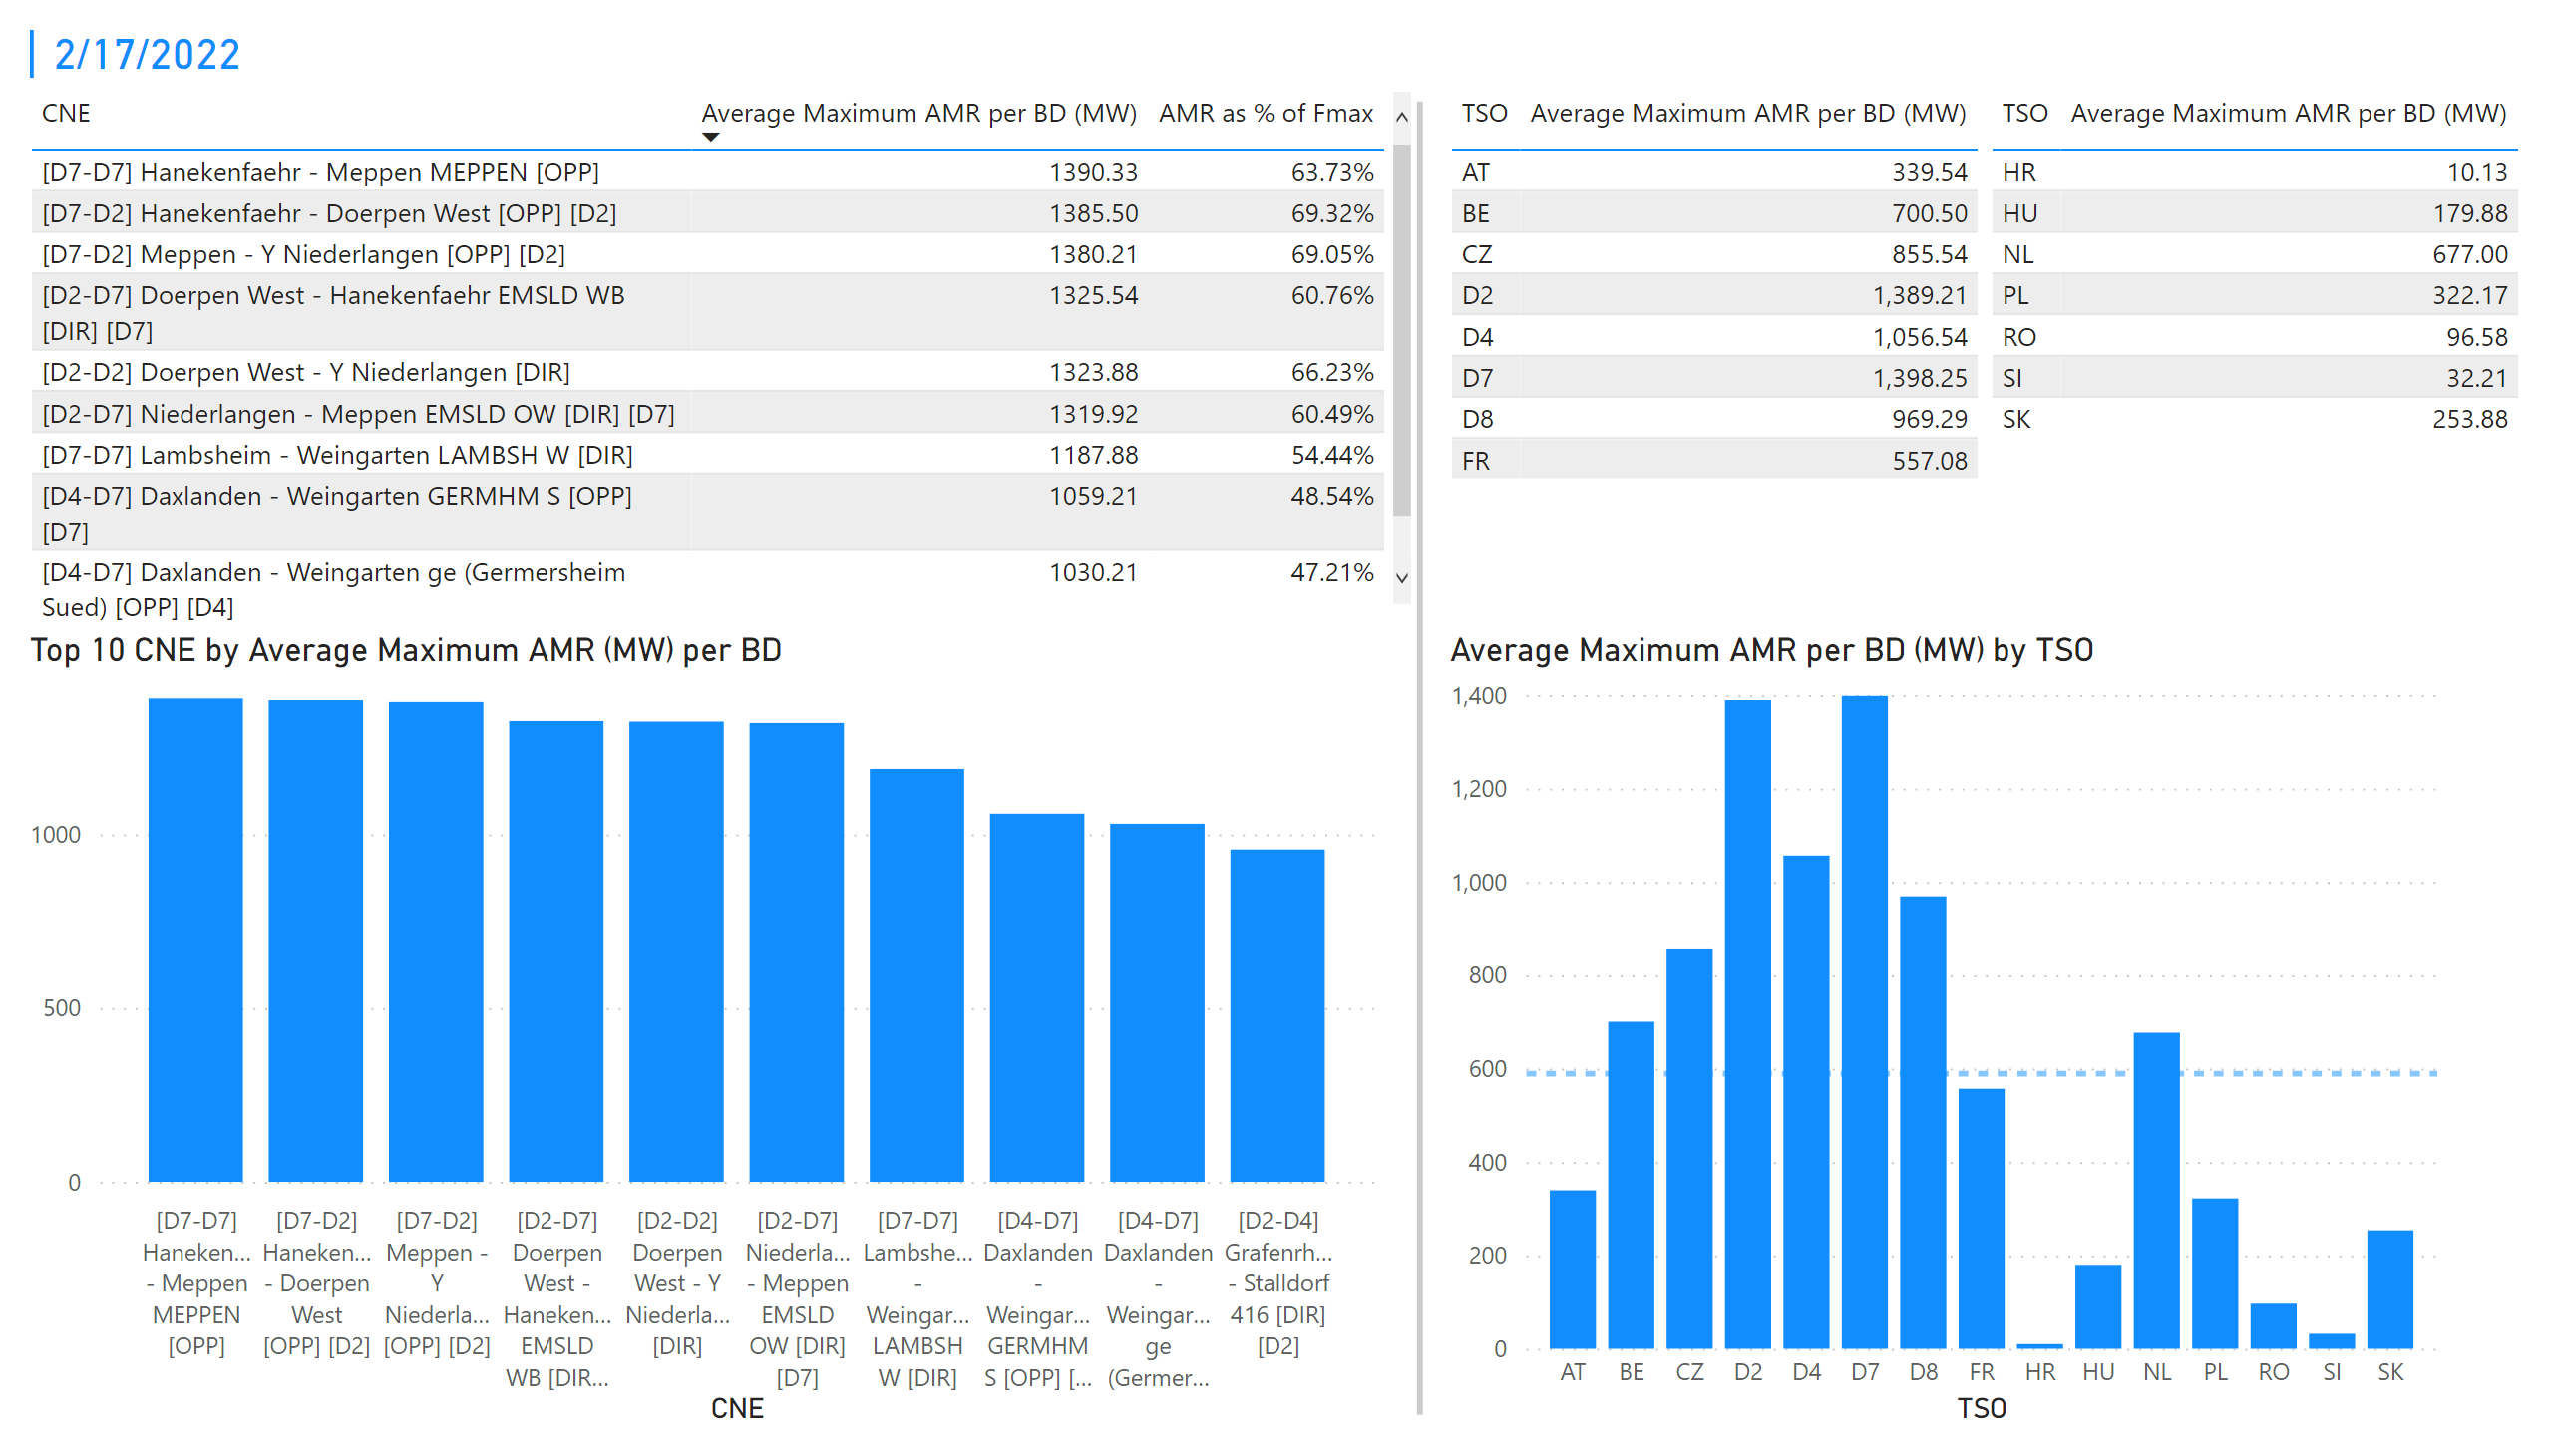 2/17/2022
CNE Average Maximum AMR per BD (MW) AMR as % of Fmax
[D7-D7] Hanekenfaehr - Meppen MEPPEN [OPP] 1390.33 63.73%
[D7-D2] Hanekenfaehr - Doerpen West [OPP] [D2] 1385.50 69.32%
[D7-D2] Meppen - Y Niederlangen [OPP] [D2] 1380.21 69.05%
[D2-D7] Doerpen West - Hanekenfaehr EMSLD WB 1325.54 60.76%
[DIR] [D7]
[D2-D2] Doerpen West - Y Niederlangen [DIR] 1323.88 66.23%
[D2-D7] Niederlangen - Meppen EMSLD OW [DIR] [D7] 1319.92 60.49%
[D7-D7] Lambsheim - Weingarten LAMBSH W [DIR] 1187.88 54.44%
[D4-D7] Daxlanden - Weingarten GERMHM S [OPP] 1059.21 48.54%
[D7]
[D4-D7] Daxlanden - Weingarten ge (Germersheim 1030.21 47.21%
Sued) [OPP] [D4]
TSO Average Maximum AMR per BD (MW)
AT 339.54
BE 700.50
CZ 855.54
D2 1,389.21
D4 1,056.54
D7 1,398.25
D8 969.29
FR 557.08
TSO Average Maximum AMR per BD (MW)
HR 10.13
HU 179.88
NL 677.00
PL 322.17
RO 96.58
SI 32.21
SK 253.88
Top 10 CNE by Average Maximum AMR (MW) per BD
1000
500
0
[D7-D7]
Haneken...
- Meppen
MEPPEN
[OPP]
[D7-D2]
Haneken...
- Doerpen
West
[OPP] [D2]
[D7-D2]
Meppen -
Y
Niederla...
[OPP] [D2]
[D2-D7]
Doerpen
West -
Haneken...
EMSLD
WB [DIR...
[D2-D2]
Doerpen
West - Y
Niederla...
[DIR]
[D2-D7]
Niederla...
- Meppen
EMSLD
OW [DIR]
[D7]
[D7-D7]
Lambshe...
-
Weingar...
LAMBSH
W [DIR]
[D4-D7]
Daxlanden
-
Weingar...
GERMHM
S [OPP] [...
[D4-D7]
Daxlanden
-
Weingar...
ge
(Germer...
[D2-D4]
Grafenrh...
- Stalldorf
416 [DIR]
[D2]
CNE
Average Maximum AMR per BD (MW) by TSO
1,400
1,200
1,000
800
600
400
200
0
AT BE CZ D2 D4 D7 D8 FR HR HU NL PL RO SI SK
TSO